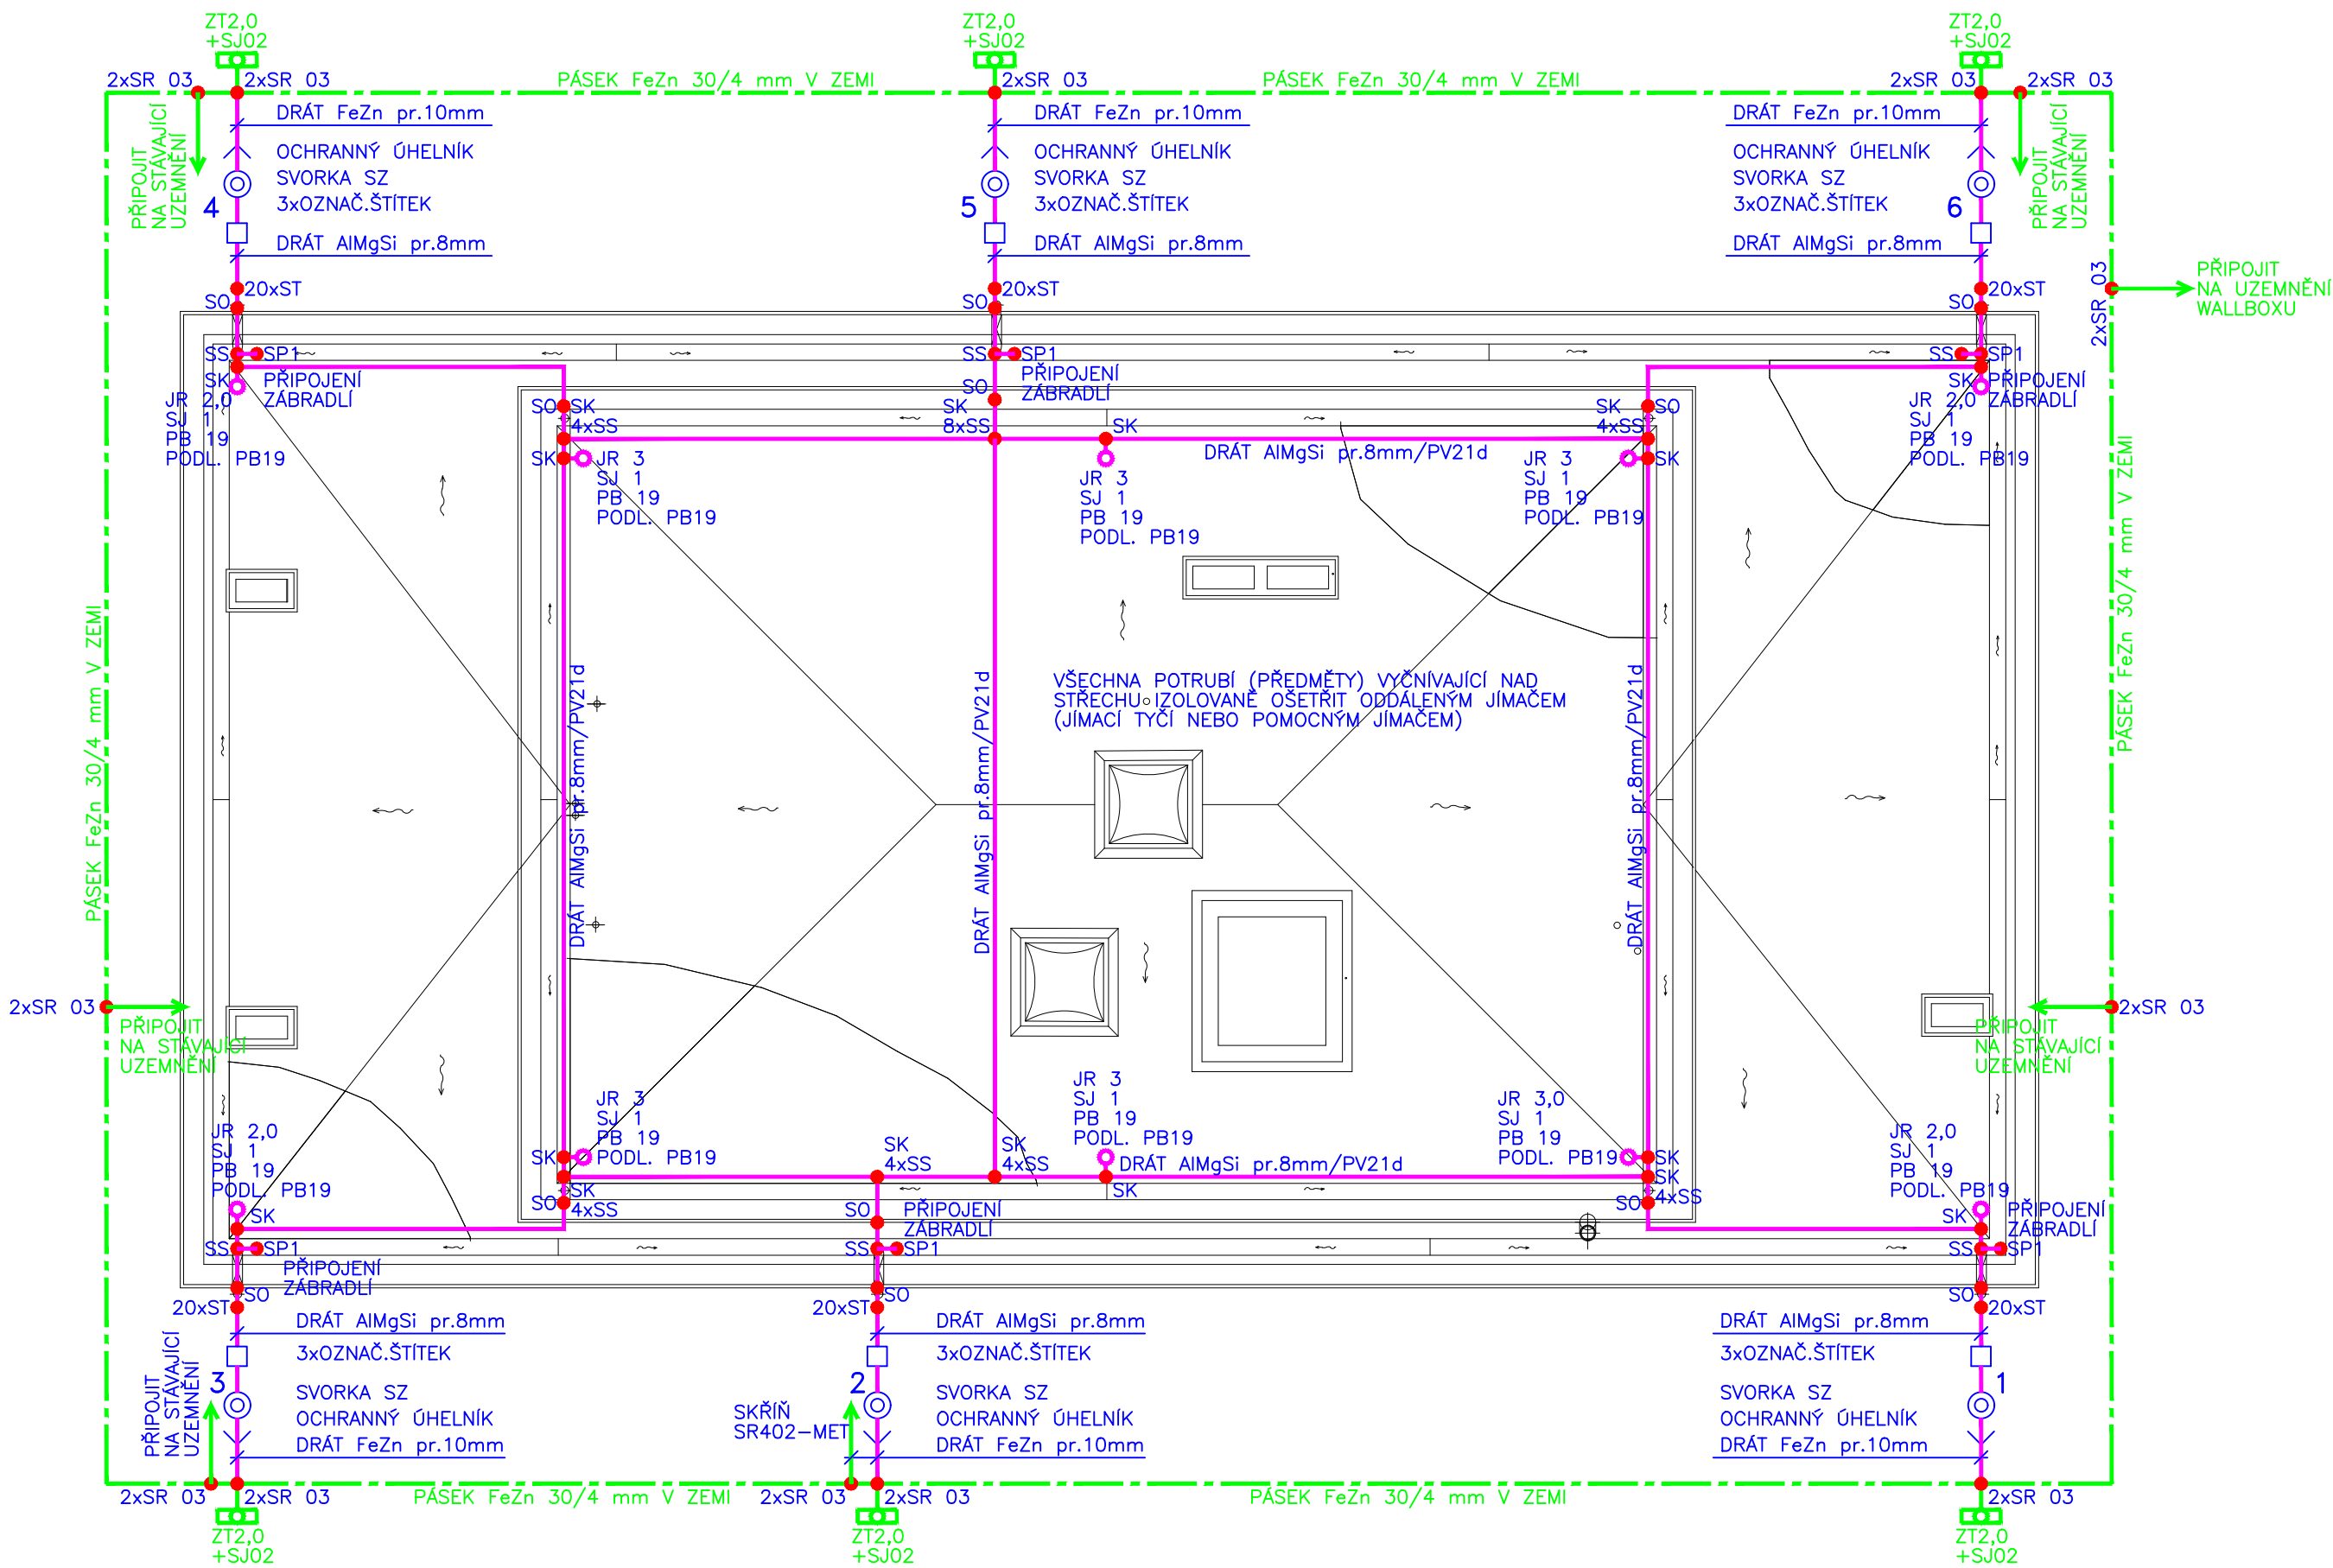 ZT2,0
+SJ02
ZT2,0
+SJ02
ZT2,0
+SJ02
2xSR 03
2xSR 03
PÁSEK FeZn 30/4 mm V ZEMI
2xSR 03
PÁSEK FeZn 30/4 mm V ZEMI
2xSR 03
2xSR 03
DRÁT FeZn pr.10mm
OCHRANNÝ ÚHELNÍK
SVORKA SZ
3xOZNAČ.ŠTÍTEK
DRÁT AlMgSi pr.8mm
4
PŘIPOJIT
NA STÁVAJÍCÍ
UZEMNĚNÍ
DRÁT FeZn pr.10mm
OCHRANNÝ ÚHELNÍK
SVORKA SZ
3xOZNAČ.ŠTÍTEK
DRÁT AlMgSi pr.8mm
5
DRÁT FeZn pr.10mm
OCHRANNÝ ÚHELNÍK
SVORKA SZ
3xOZNAČ.ŠTÍTEK
DRÁT AlMgSi pr.8mm
6
PŘIPOJIT
NA STÁVAJÍCÍ
UZEMNĚNÍ
2xSR 03
PŘIPOJIT
NA UZEMNĚNÍ
WALLBOXU
20xST
SO
SS
SP1
SK
PŘIPOJENÍ
ZÁBRADLÍ
JR 2,0
SJ 1
PB 19
PODL. PB19
20xST
SO
SS
SP1
PŘIPOJENÍ
ZÁBRADLÍ
SO
20xST
SO
SS
SP1
SK
PŘIPOJENÍ
ZÁBRADLÍ
JR 2,0
SJ 1
PB 19
PODL. PB19
SO
SK
4xSS
SK
JR 3
SJ 1
PB 19
PODL. PB19
SK
8xSS
SK
JR 3
SJ 1
PB 19
PODL. PB19
DRÁT AlMgSi pr.8mm/PV21d
SK
4xSS
SO
SK
JR 3
SJ 1
PB 19
PODL. PB19
PÁSEK FeZn 30/4 mm V ZEMI
DRÁT AlMgSi pr.8mm/PV21d
DRÁT AlMgSi pr.8mm/PV21d
VŠECHNA POTRUBÍ (PŘEDMĚTY) VYČNÍVAJÍCÍ NAD
STŘECHU IZOLOVANĚ OŠETŘIT ODDÁLENÝM JÍMAČEM
(JÍMACÍ TYČÍ NEBO POMOCNÝM JÍMAČEM)
DRÁT AlMgSi pr.8mm/PV21d
PÁSEK FeZn 30/4 mm V ZEMI
2xSR 03
PŘIPOJIT
NA STÁVAJÍCÍ
UZEMNĚNÍ
2xSR 03
PŘIPOJIT
NA STÁVAJÍCÍ
UZEMNĚNÍ
JR 2,0
SJ 1
PB 19
PODL. PB19
SK
SS
SP1
PŘIPOJENÍ
ZÁBRADLÍ
SO
20xST
JR 3
SJ 1
PB 19
PODL. PB19
SK
SK
4xSS
SO
SK
4xSS
SO
PŘIPOJENÍ
ZÁBRADLÍ
SS
SP1
SO
20xST
SK
4xSS
JR 3
SJ 1
PB 19
PODL. PB19
DRÁT AlMgSi pr.8mm/PV21d
SK
JR 3,0
SJ 1
PB 19
PODL. PB19
SK
SK
4xSS
SO
JR 2,0
SJ 1
PB 19
PODL. PB19
SK
PŘIPOJENÍ
ZÁBRADLÍ
SS
SP1
SO
20xST
DRÁT AlMgSi pr.8mm
3xOZNAČ.ŠTÍTEK
SVORKA SZ
OCHRANNÝ ÚHELNÍK
DRÁT FeZn pr.10mm
3
PŘIPOJIT
NA STÁVAJÍCÍ
UZEMNĚNÍ
DRÁT AlMgSi pr.8mm
3xOZNAČ.ŠTÍTEK
SVORKA SZ
OCHRANNÝ ÚHELNÍK
DRÁT FeZn pr.10mm
2
SKŘÍŇ
SR402-MET
DRÁT AlMgSi pr.8mm
3xOZNAČ.ŠTÍTEK
SVORKA SZ
OCHRANNÝ ÚHELNÍK
DRÁT FeZn pr.10mm
1
2xSR 03
2xSR 03
PÁSEK FeZn 30/4 mm V ZEMI
2xSR 03
2xSR 03
PÁSEK FeZn 30/4 mm V ZEMI
2xSR 03
ZT2,0
+SJ02
ZT2,0
+SJ02
ZT2,0
+SJ02